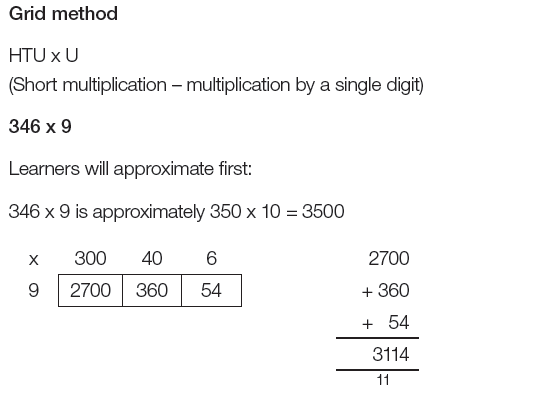 Grid method
HTU x U
(Short multiplication – multiplication by a single digit)
346 x 9
Learners will approximate first:
346 x 9 is approximately 350 x 10 = 3500
x 300 40 6
9 2700 360 54
2700
+ 360
+ 54
3114
11